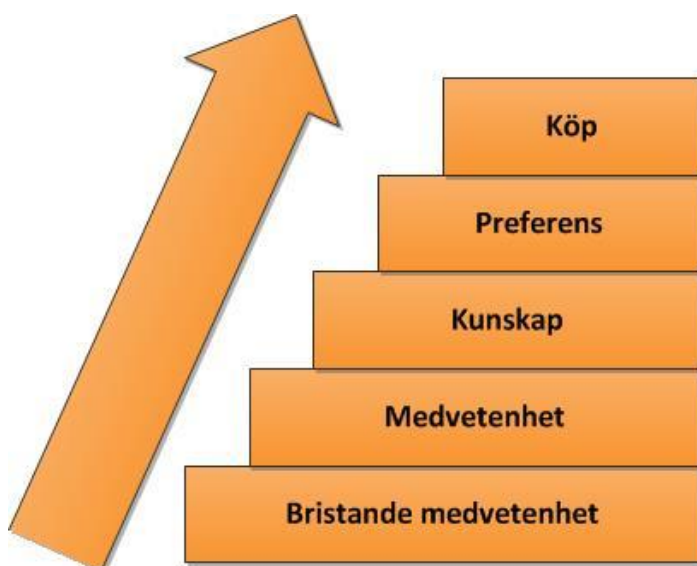 Köp
Preferens
Kunskap
Medvetenhet
Bristande medvetenhet